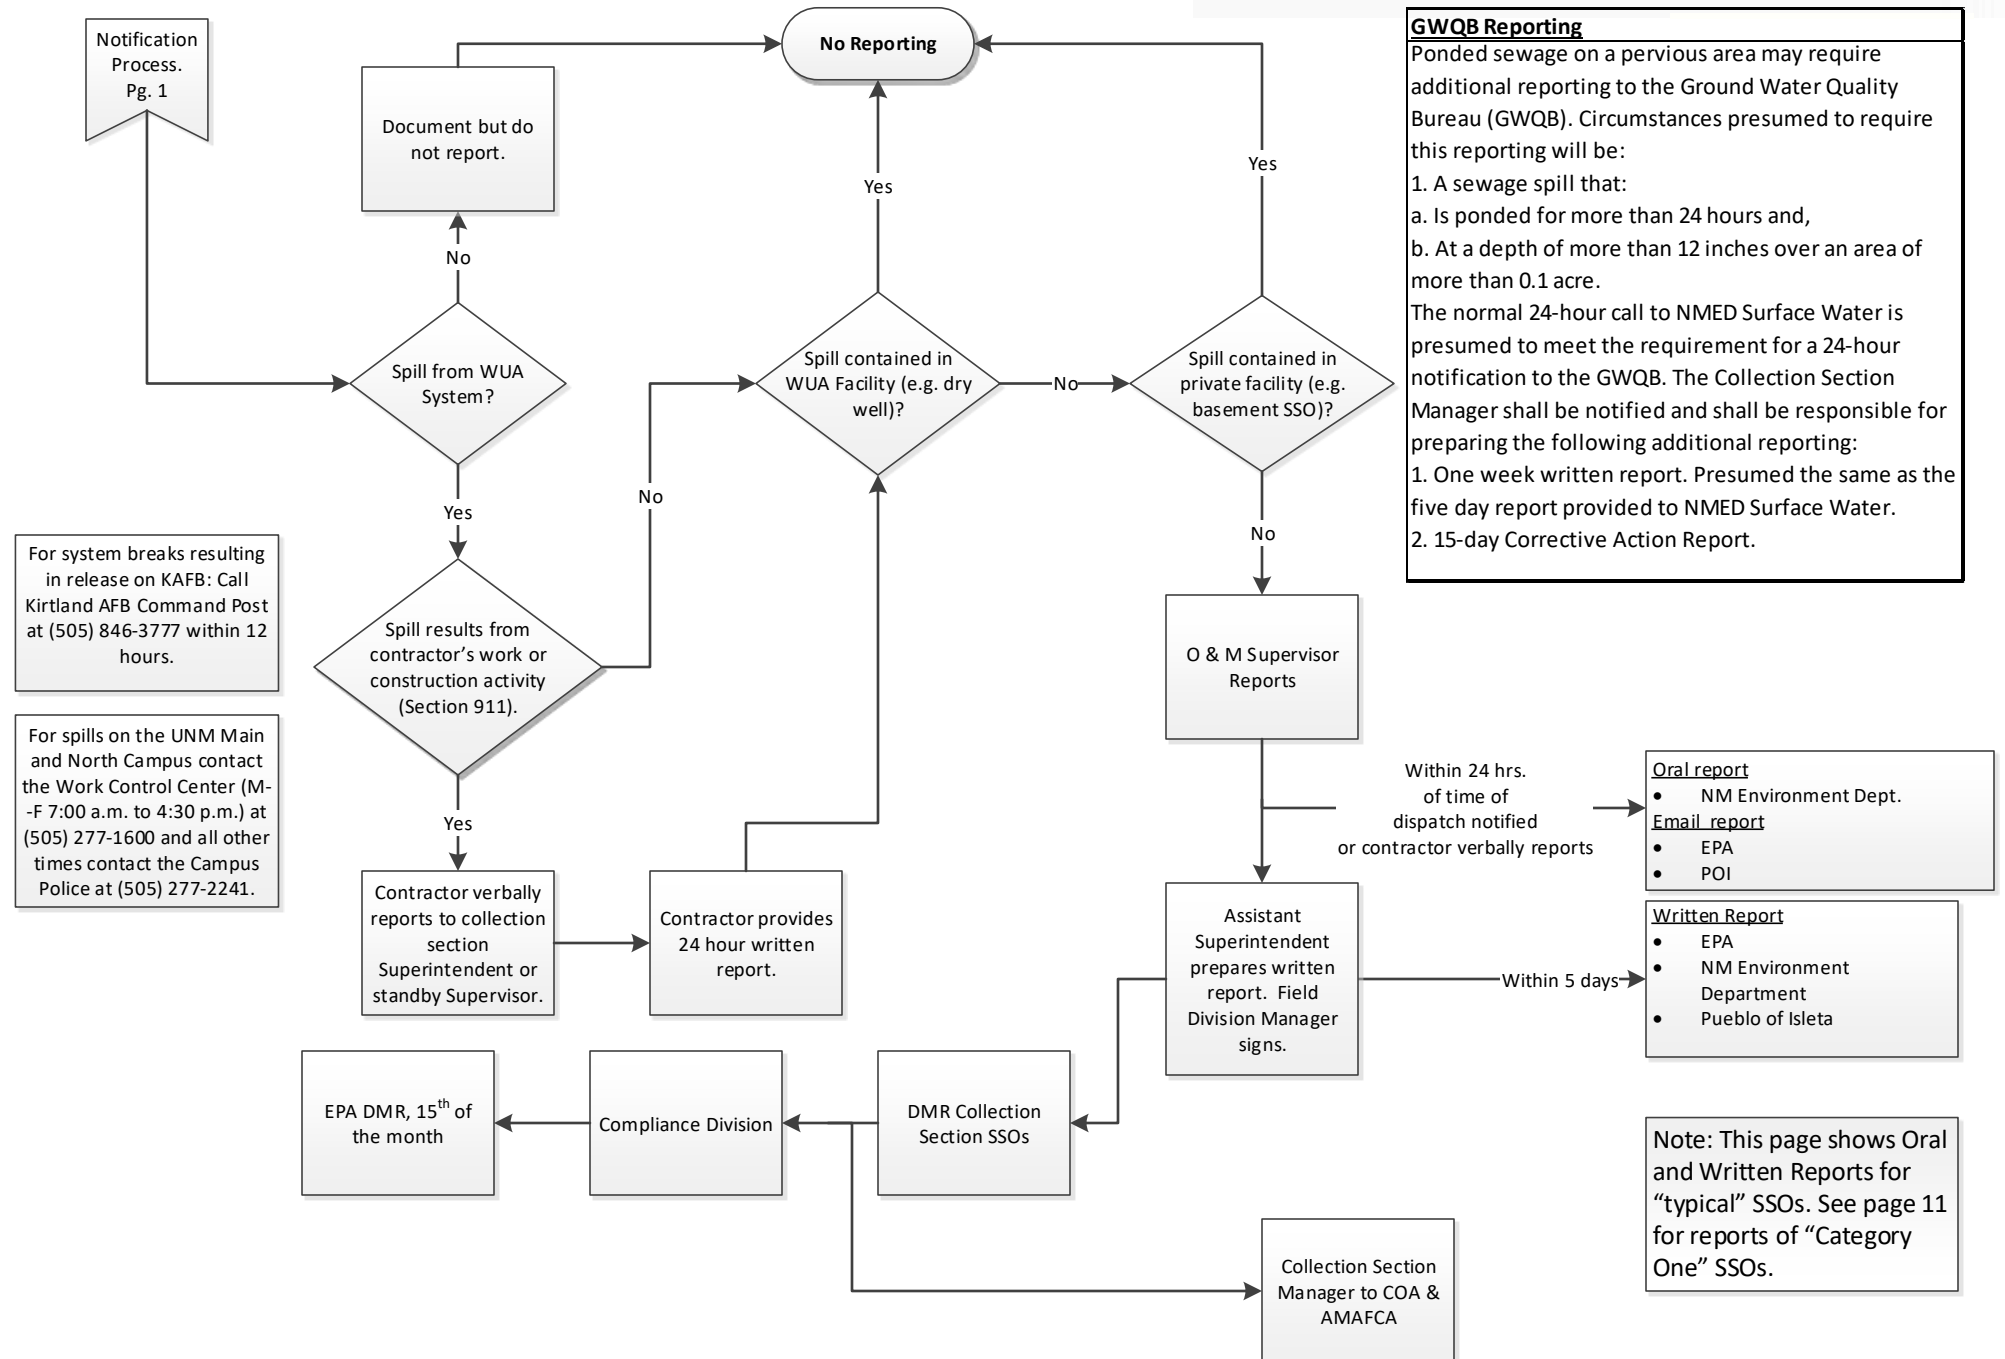 Notification
Process.
Pg. 1
Document but do
not report.
No Reporting
Yes
Yes
No
Spill from WUA
System?
Spill contained in
WUA Facility (e.g. dry
well)?
No
Spill contained in
private facility (e.g.
basement SSO)?
GWQB Reporting
Ponded sewage on a pervious area may require
additional reporting to the Ground Water Quality
Bureau (GWQB). Circumstances presumed to require
this reporting will be:
1. A sewage spill that:
a. Is ponded for more than 24 hours and,
b. At a depth of more than 12 inches over an area of
more than 0.1 acre.
The normal 24-hour call to NMED Surface Water is
presumed to meet the requirement for a 24-hour
notification to the GWQB. The Collection Section
Manager shall be notified and shall be responsible for
preparing the following additional reporting:
1. One week written report. Presumed the same as the
five day report provided to NMED Surface Water.
2. 15-day Corrective Action Report.
Yes
No
No
For system breaks resulting
in release on KAFB: Call
Kirtland AFB Command Post
at (505) 846-3777 within 12
hours.
Spill results from
contractor's work or
construction activity
(Section 911).
O & M Supervisor
Reports
For spills on the UNM Main
and North Campus contact
the Work Control Center (M-
-F 7:00 a.m. to 4:30 p.m.) at
(505) 277-1600 and all other
times contact the Campus
Police at (505) 277-2241.
Yes
Within 24 hrs.
of time of
dispatch notified
or contractor verbally reports
Oral report
• NM Environment Dept.
Email  report
• EPA
• POI
Contractor verbally
reports to collection
section
Superintendent or
standby Supervisor.
Contractor provides
24 hour written
report.
Assistant
Superintendent
prepares written
report.  Field
Division Manager
signs.
Within 5 days
Written Report
• EPA
• NM Environment
Department
• Pueblo of Isleta
EPA DMR, 15th of
the month
Compliance Division
DMR Collection
Section SSOs
Note: This page shows Oral
and Written Reports for
“typical” SSOs. See page 11
for reports of “Category
One” SSOs.
Collection Section
Manager to COA &
AMAFCA